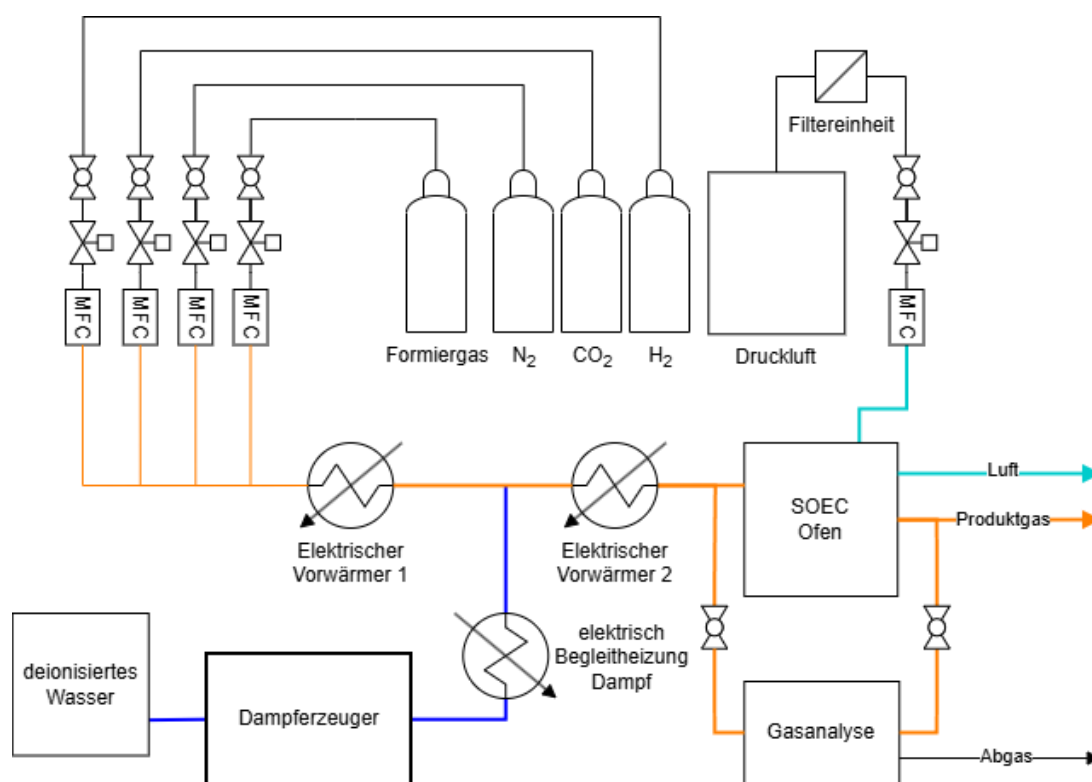 Filtereinheit
MFC
MFC
MFC
MFC
MFC
Formiergas
N₂
CO₂
H₂
Druckluft
Luft
SOEC
Ofen
Produktgas
Elektrischer
Vorwärmer 1
Elektrischer
Vorwärmer 2
elektrisch
Begleitheizung
Dampf
deionisiertes
Wasser
Dampferzeuger
Gasanalyse
Abgas